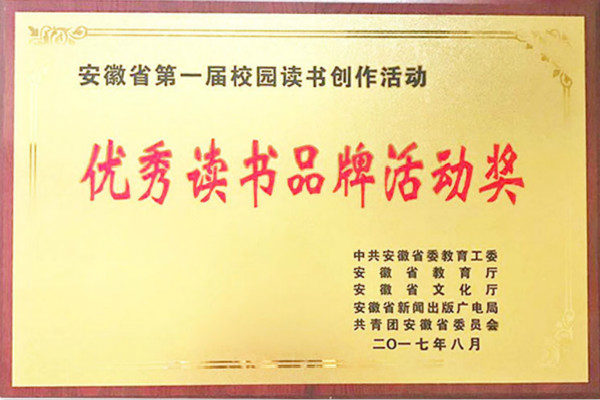 安徽省第一届校园读书创作活动
优秀读书品牌活动奖
中共安徽省委教育工委
安徽省教育厅
安徽省文化厅
安徽省新闻出版广电局
共青团安徽省委员会
二〇一七年八月